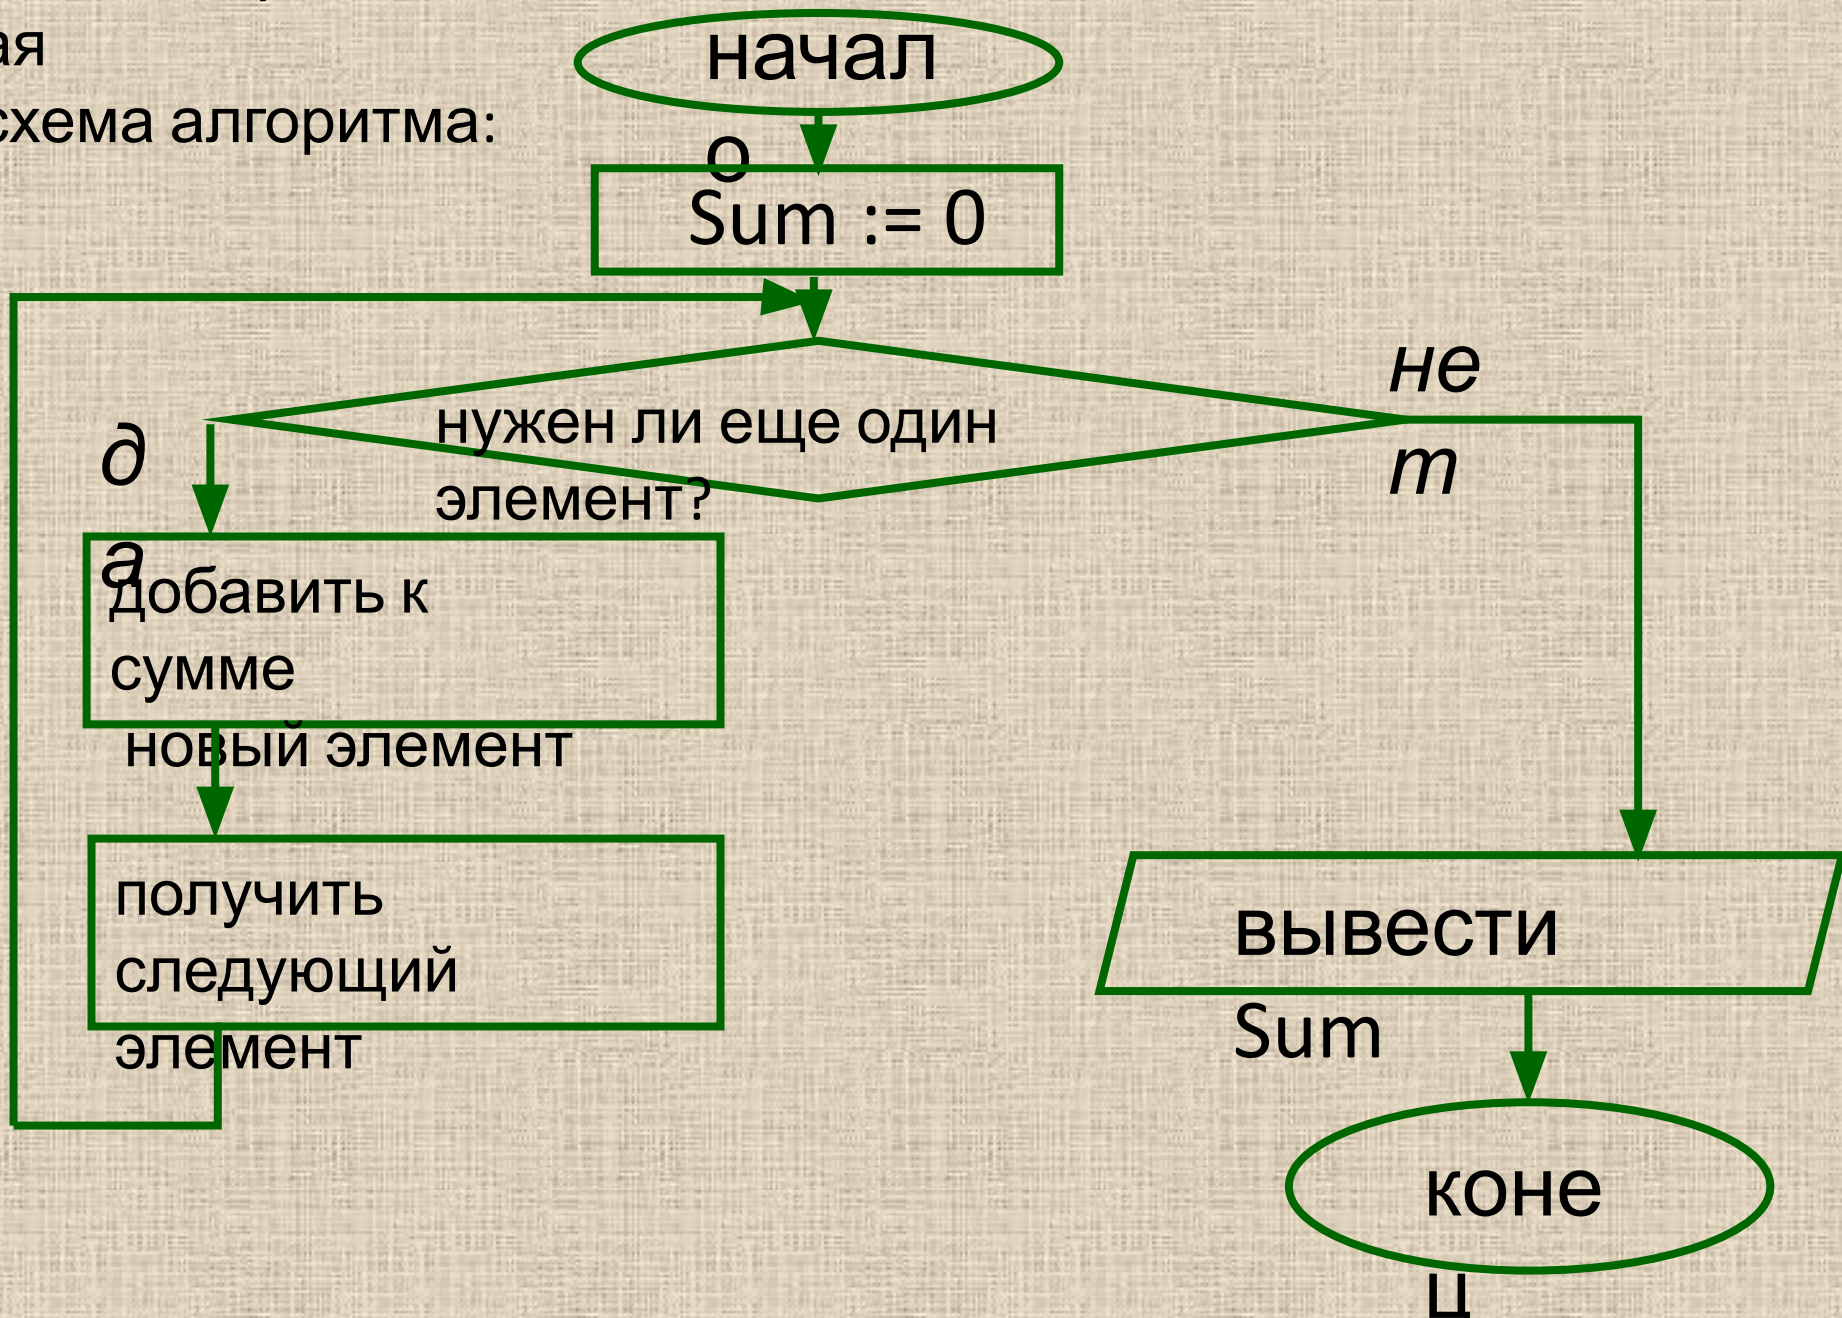 ая
схема алгоритма:
начал
о
Sum := 0
нужен ли еще один
элемент?
не
т
д
а
добавить к
сумме
новый элемент
получить
следующий
элемент
вывести
Sum
коне
ц